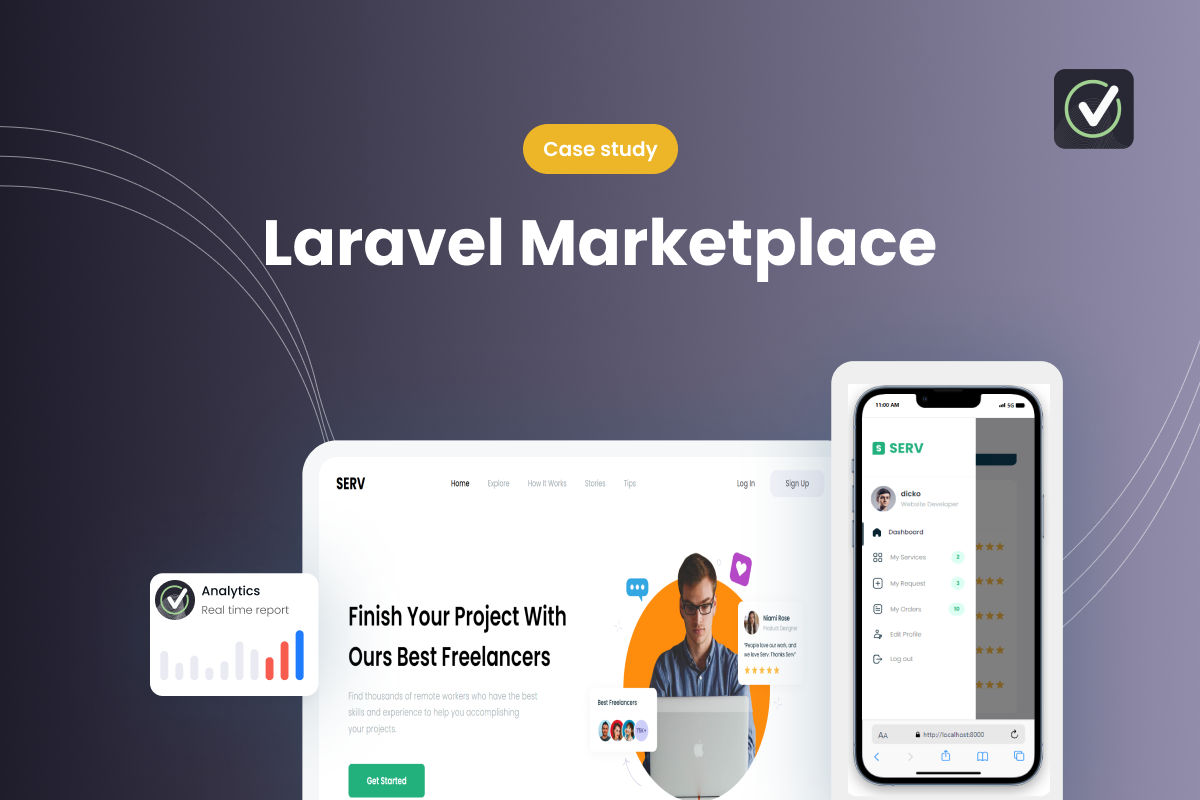 Case study
Laravel Marketplace
SERV
Home
Explore
How It Works
Stories
Tips
Log In
Sign Up
Finish Your Project With
Ours Best Freelancers
Find thousands of remote workers who have the best
skills and experience to help you accomplishing
your projects.
Get Started
Niami Rose
Product Designer
"People love our work, and
we love Serv. Thanks Serv."
Best Freelancers
Analytics
Real time report
11:00 AM
5G
S SERV
dicko
Website Developer
Dashboard
My Services 2
My Request 3
My Orders 10
Edit Profile
Log out
AA
http://localhost:8000